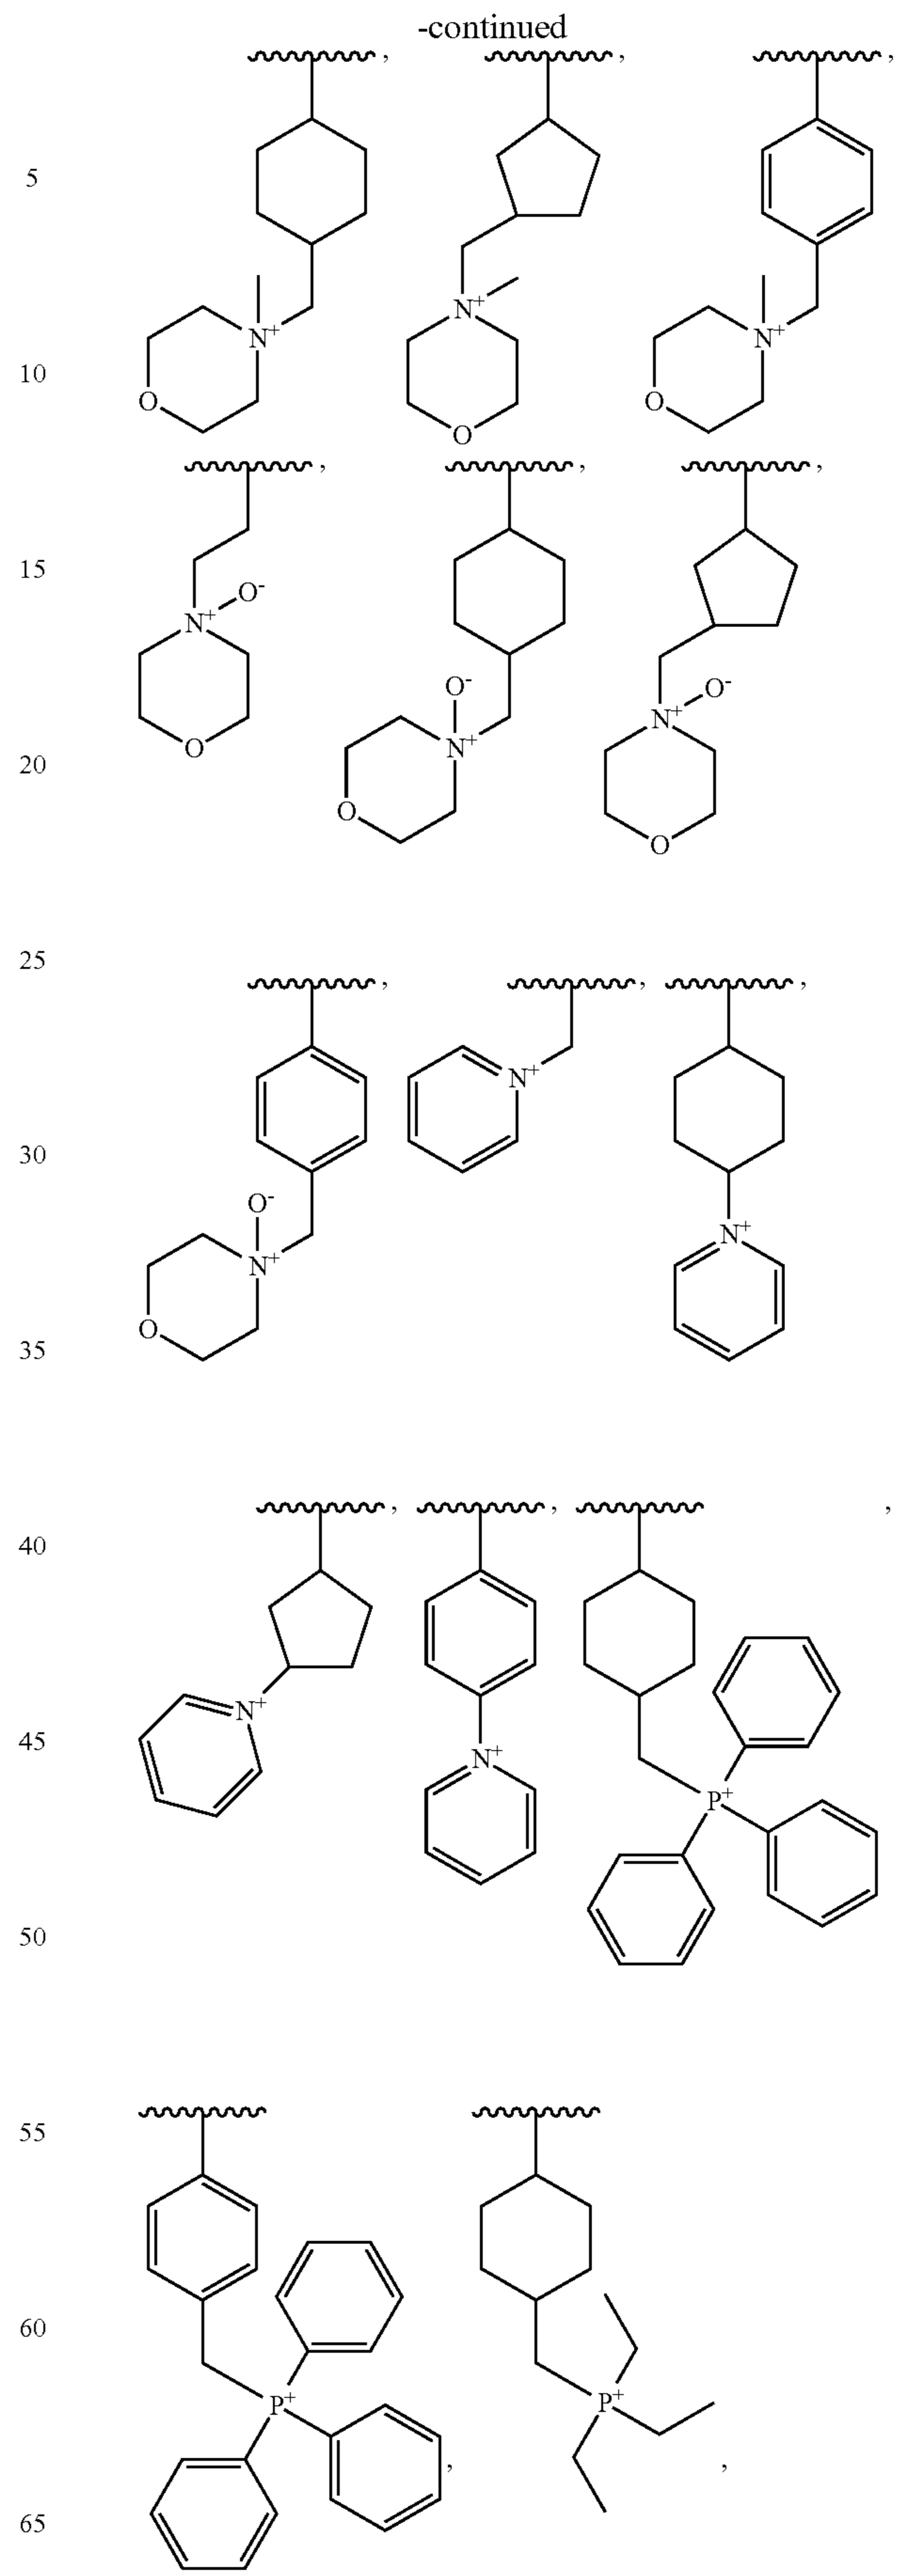 -continued
, , ,
5
N⁺ N⁺ N⁺
10
O O O
, , ,
15
O⁻
N⁺ O⁻ O⁻
N⁺ N⁺
O
20
O O
25
, , ,
N⁺
30
O⁻ N⁺
N⁺
O
35
, , ,
40
N⁺
45
N⁺
P⁺
50
55
60
P⁺ P⁺
, ,
65